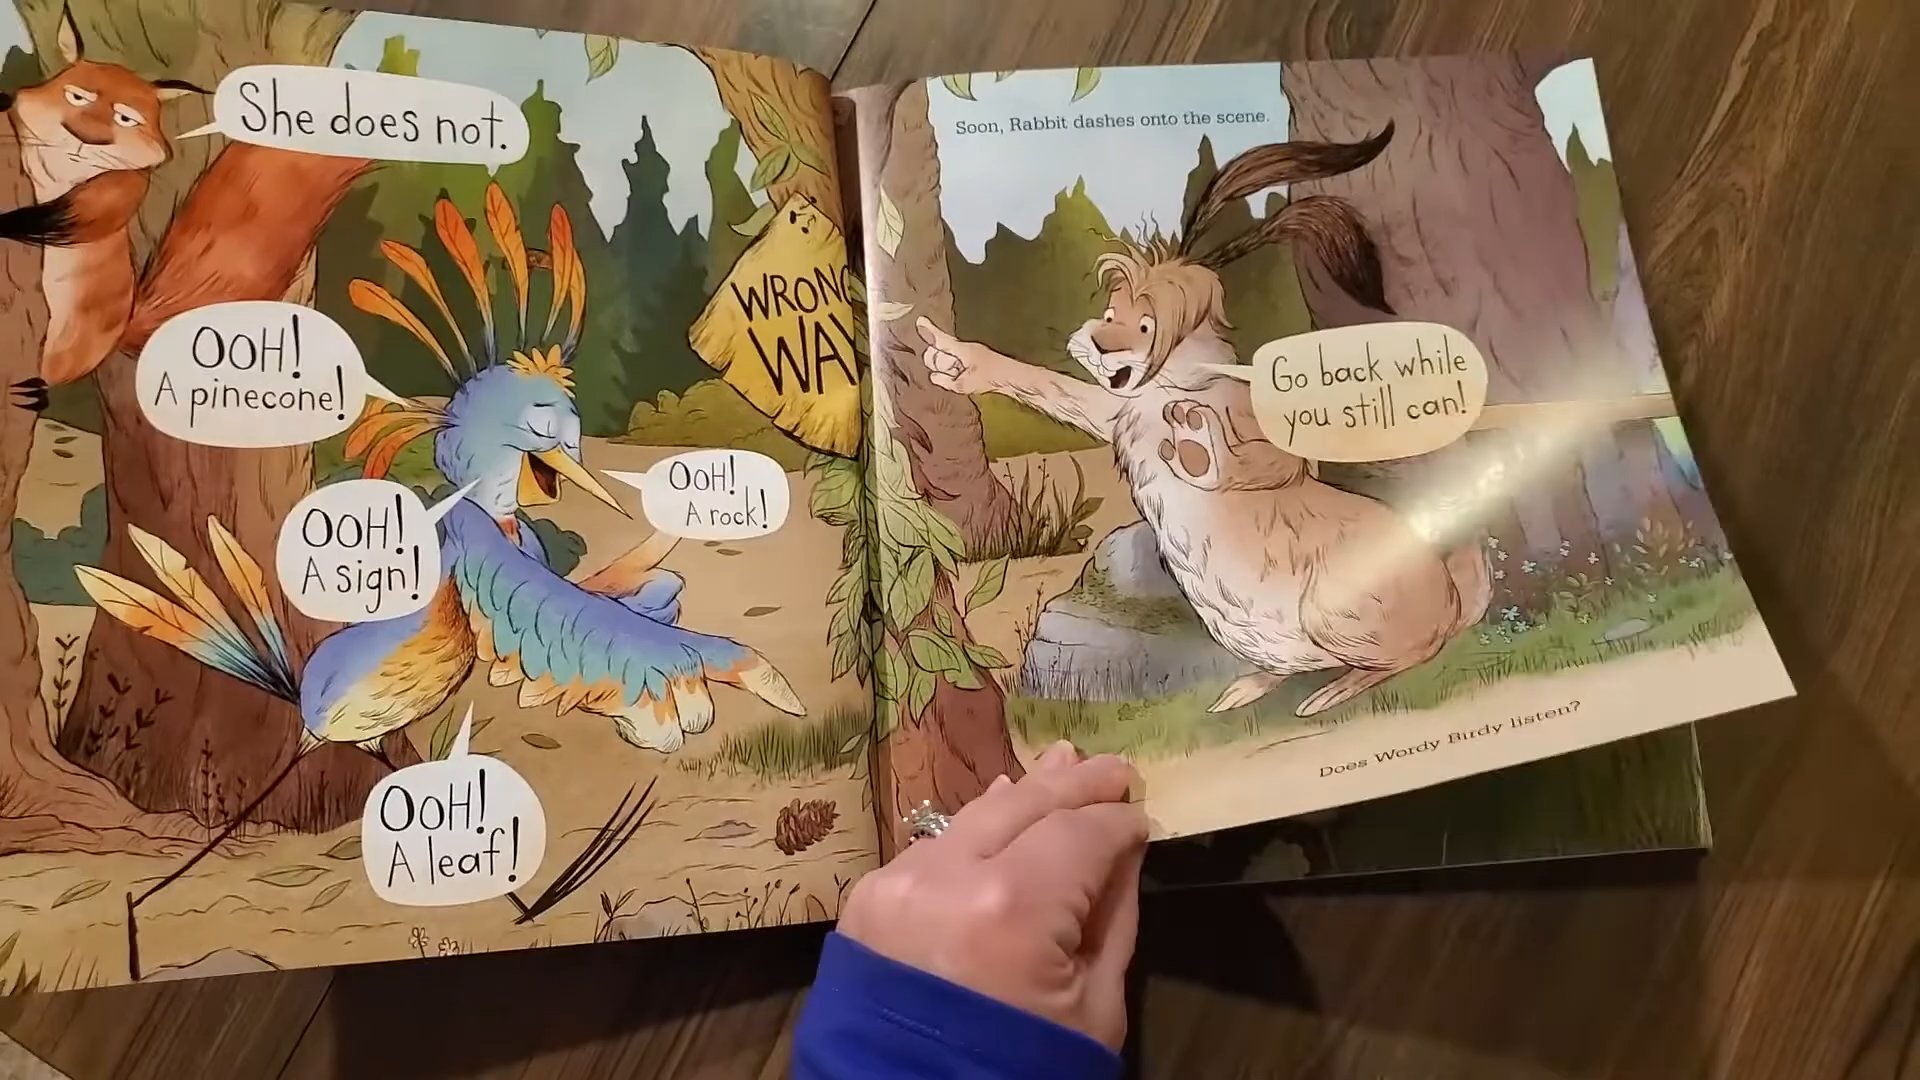 She does not.
OOH!
A pinecone!
OOH!
A sign!
OOH!
A rock!
OOH!
A leaf!
WRONG
WAY
Soon, Rabbit dashes onto the scene.
Go back while
you still can!
Does Wordy Birdy listen?